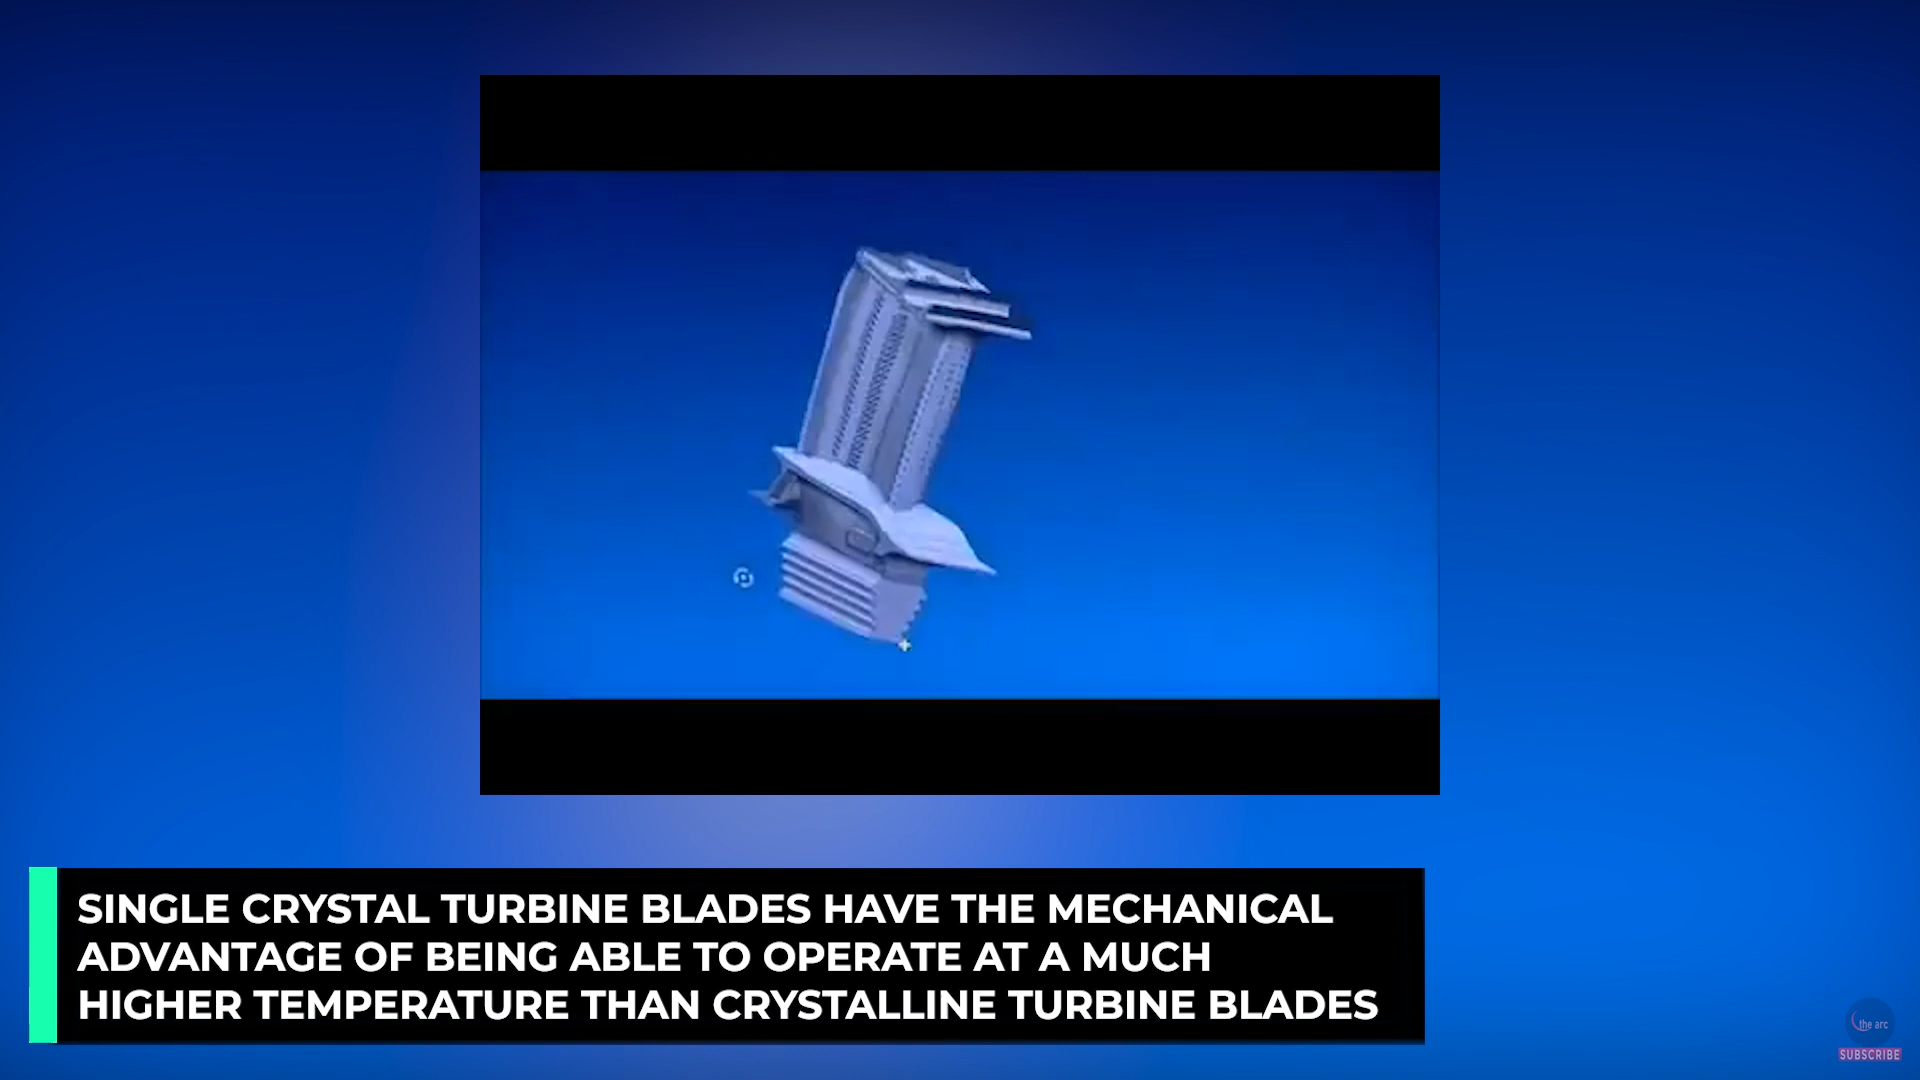 SINGLE CRYSTAL TURBINE BLADES HAVE THE MECHANICAL
ADVANTAGE OF BEING ABLE TO OPERATE AT A MUCH
HIGHER TEMPERATURE THAN CRYSTALLINE TURBINE BLADES
the arc
SUBSCRIBE